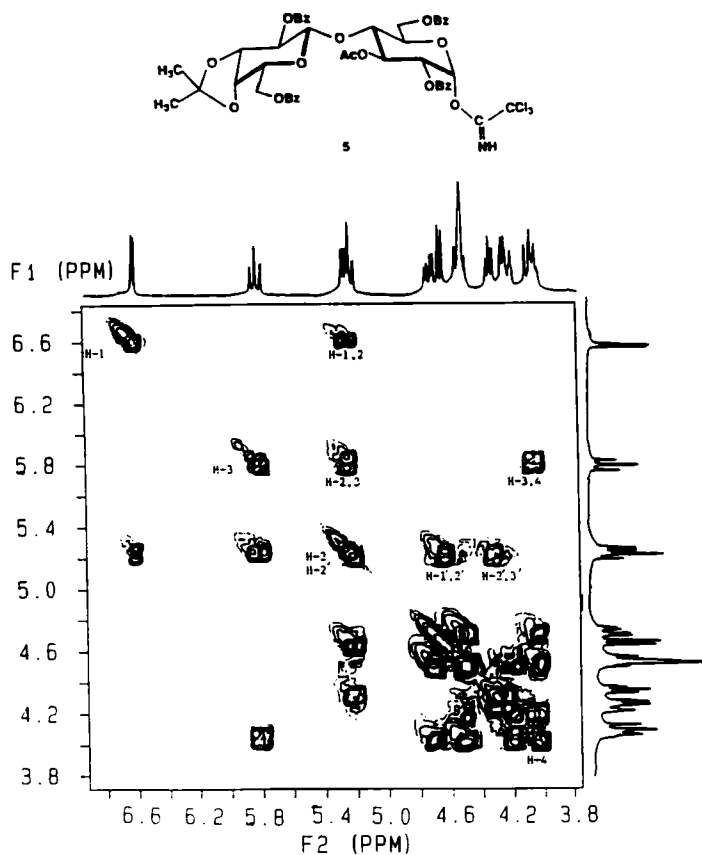 OBz
OBz
O
O
O
O
O
AcO
OBz
H₃C
H₃C
O
OBz
O
C
CCl₃
NH
5
F1 (PPM)
6.6
6.2
5.8
5.4
5.0
4.6
4.2
3.8
H-1
H-1,2
H-3
H-2,3
H-3,4
H-2
H-2'
H-1',2'
H-2',3'
H-4
6.6 5.8 5.4 5.0 4.6 4.2 3.8
F2 (PPM)